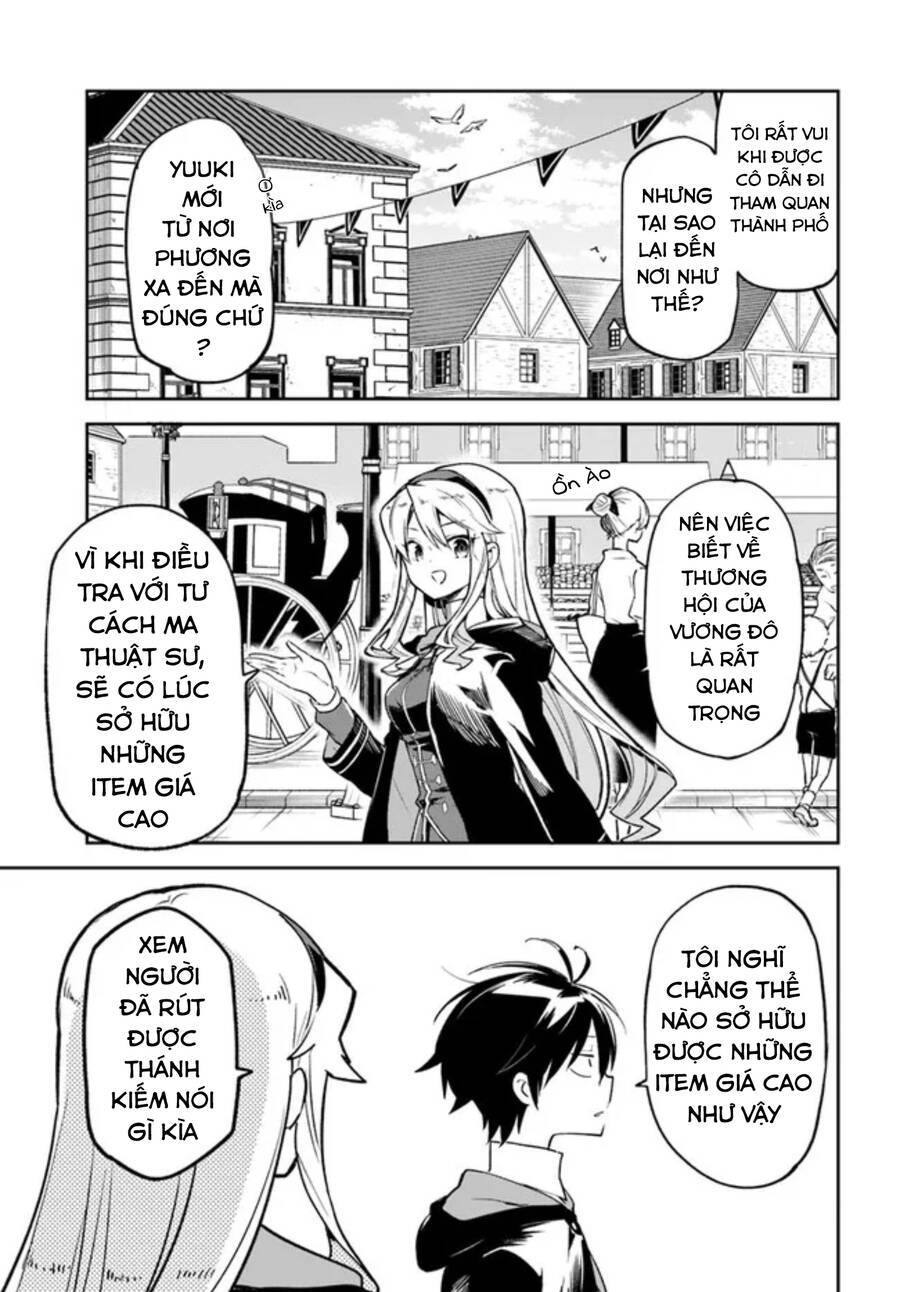 TÔI RẤT VUI
KHI ĐƯỢC
CÔ DẪN ĐI
THAM QUAN
THÀNH PHỐ
NHƯNG
TẠI SAO
LẠI ĐẾN
NƠI NHƯ
THẾ?
YUUKI
MỚI
TỪ NƠI
PHƯƠNG
XA ĐẾN MÀ
ĐÚNG CHỨ
?
Ồ
kìa
NÊN VIỆC
BIẾT VỀ
THƯƠNG
HỘI CỦA
VƯƠNG ĐÔ
LÀ RẤT
QUAN
TRỌNG
Ồn Ào
VÌ KHI ĐIỀU
TRA VỚI TƯ
CÁCH MA
THUẬT SƯ,
SẼ CÓ LÚC
SỞ HỮU
NHỮNG
ITEM GIÁ
CAO
TÔI NGHĨ
CHẲNG THỂ
NÀO SỞ HỮU
ĐƯỢC NHỮNG
ITEM GIÁ CAO
NHƯ VẬY
XEM
NGƯỜI
ĐÃ RÚT
ĐƯỢC
THÁNH
KIẾM NÓI
GÌ KÌA